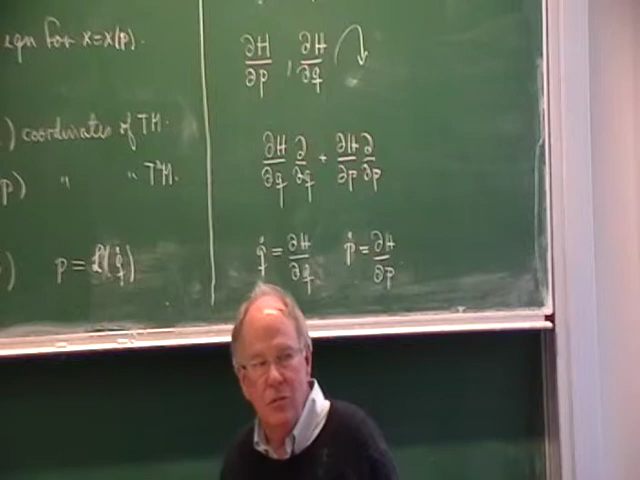 eqn for x=x(p).
) coordinates of TM.
p) " " T*M.
) p = ℒ(q̇)
∂H/∂p , ∂H/∂q
∂H/∂q ∂/∂q + ∂H/∂p ∂/∂p
q̇ = ∂H/∂q ṗ = ∂H/∂p